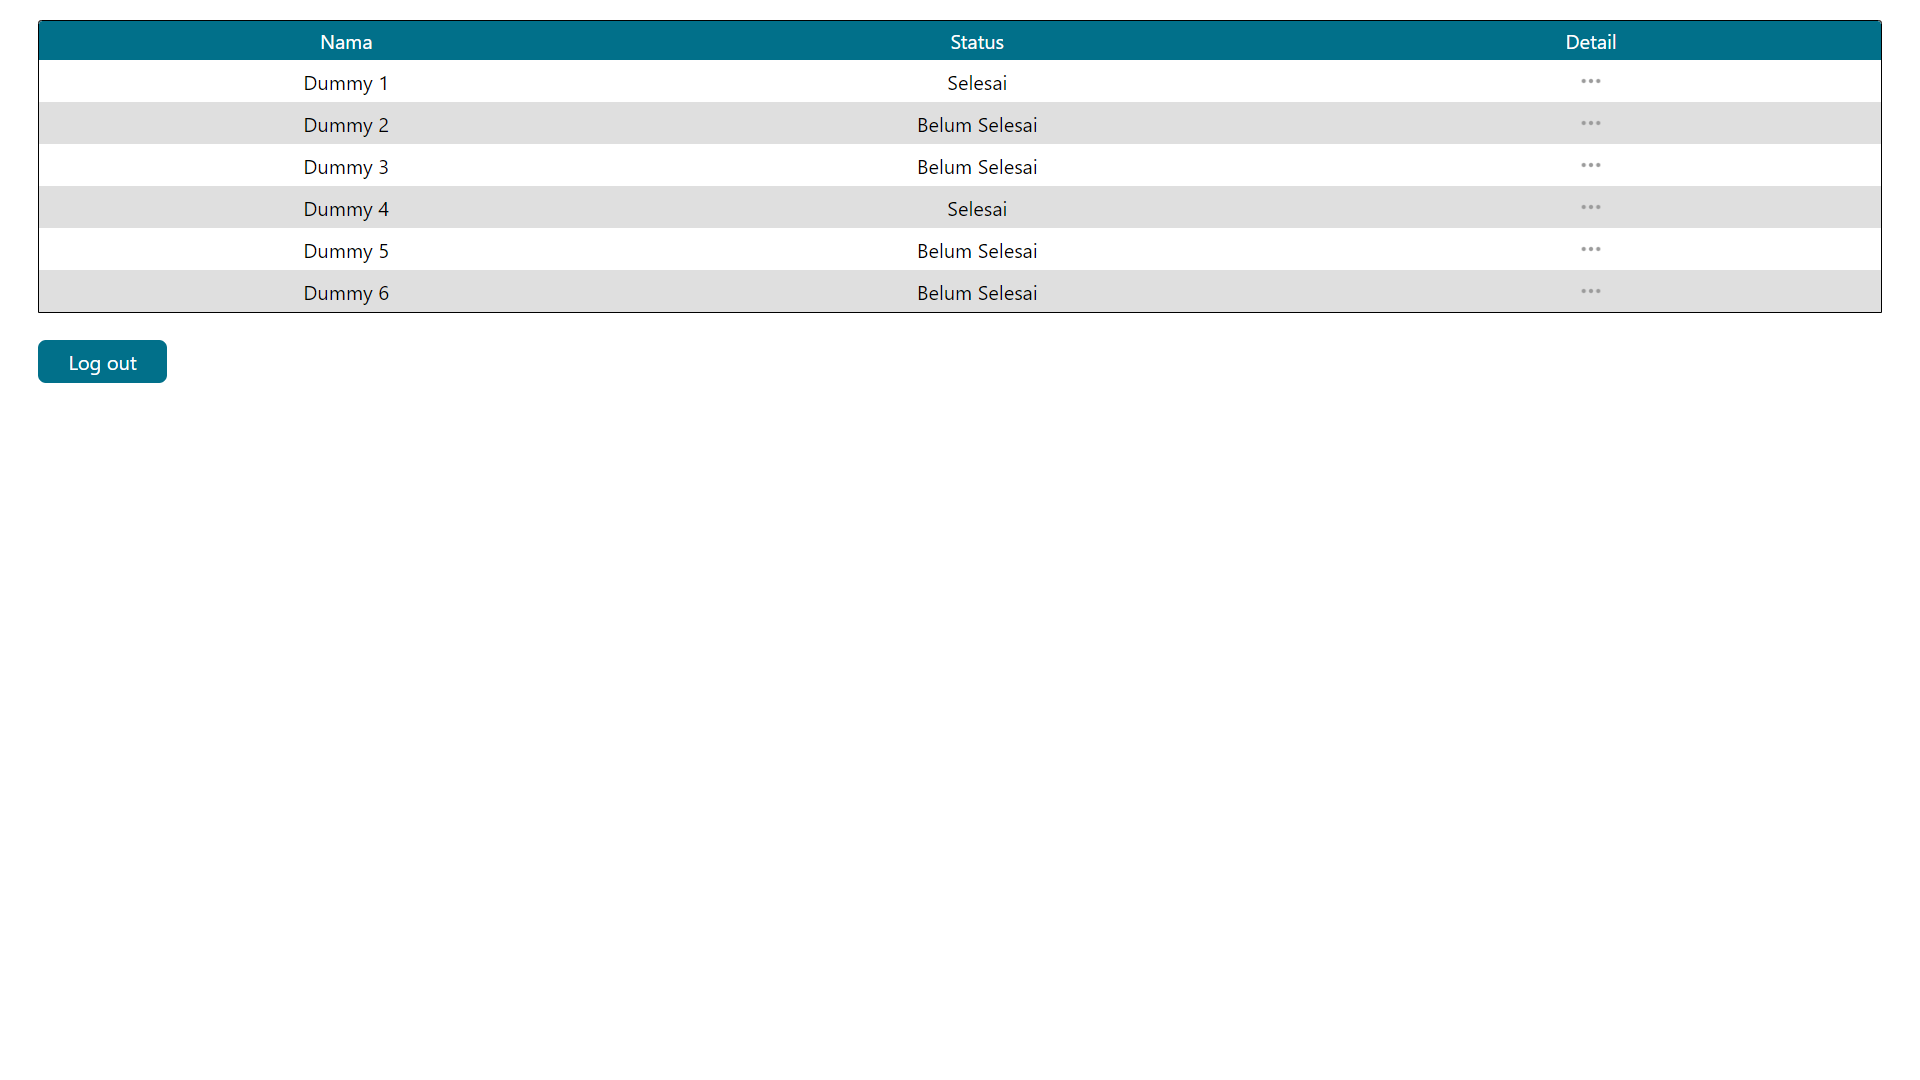 Nama Status Detail
Dummy 1 Selesai ...
Dummy 2 Belum Selesai ...
Dummy 3 Belum Selesai ...
Dummy 4 Selesai ...
Dummy 5 Belum Selesai ...
Dummy 6 Belum Selesai ...
Log out